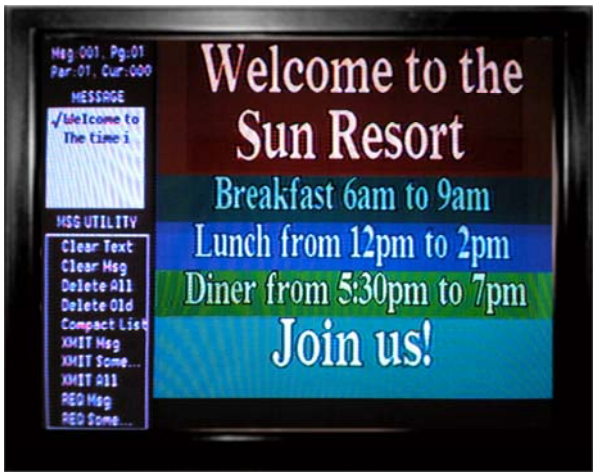 Msg:001, Pg:01
Par:01, Cur:000
MESSAGE
√Welcome to
The time i
MSG UTILITY
Clear Text
Clear Msg
Delete All
Delete Old
Compact List
XMIT Msg
XMIT Some...
XMIT All
REQ Msg
REQ Some...
Welcome to the
Sun Resort
Breakfast 6am to 9am
Lunch from 12pm to 2pm
Diner from 5:30pm to 7pm
Join us!